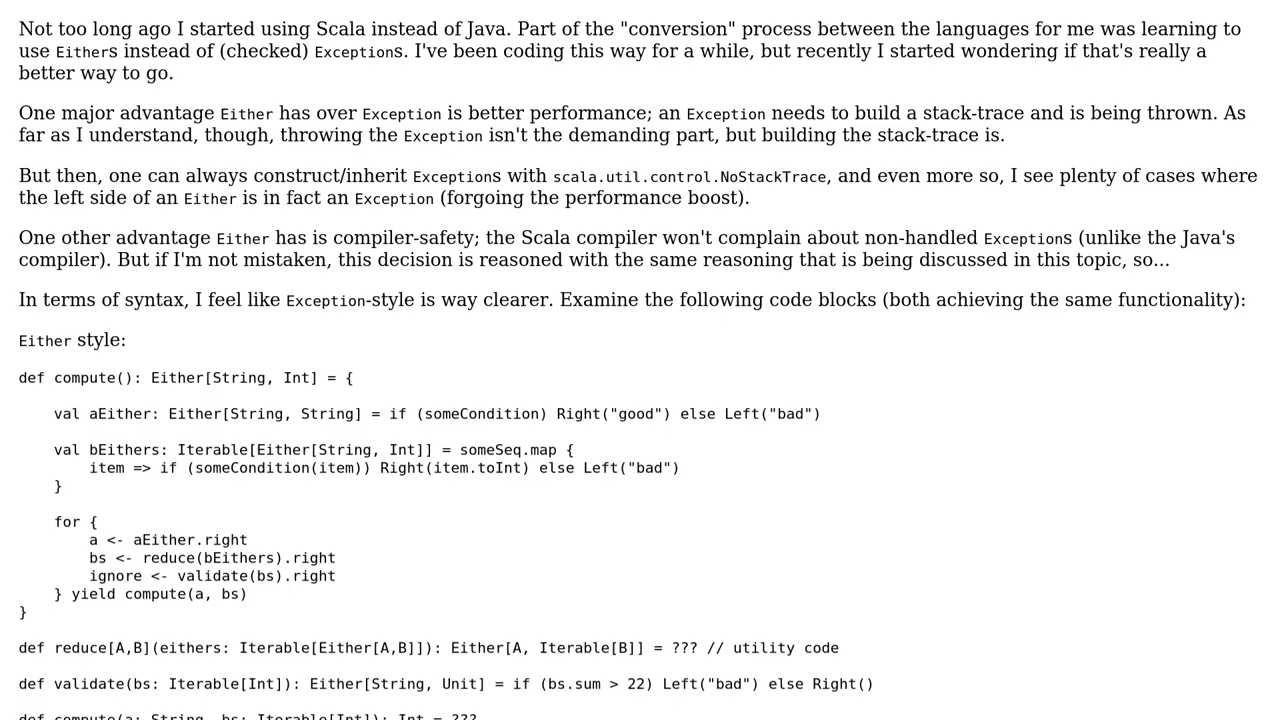 Not too long ago I started using Scala instead of Java. Part of the "conversion" process between the languages for me was learning to
use Eithers instead of (checked) Exceptions. I've been coding this way for a while, but recently I started wondering if that's really a
better way to go.
One major advantage Either has over Exception is better performance; an Exception needs to build a stack-trace and is being thrown. As
far as I understand, though, throwing the Exception isn't the demanding part, but building the stack-trace is.
But then, one can always construct/inherit Exceptions with scala.util.control.NoStackTrace, and even more so, I see plenty of cases where
the left side of an Either is in fact an Exception (forgoing the performance boost).
One other advantage Either has is compiler-safety; the Scala compiler won't complain about non-handled Exceptions (unlike the Java's
compiler). But if I'm not mistaken, this decision is reasoned with the same reasoning that is being discussed in this topic, so...
In terms of syntax, I feel like Exception-style is way clearer. Examine the following code blocks (both achieving the same functionality):
Either style:
def compute(): Either[String, Int] = {
    val aEither: Either[String, String] = if (someCondition) Right("good") else Left("bad")
    val bEithers: Iterable[Either[String, Int]] = someSeq.map {
        item => if (someCondition(item)) Right(item.toInt) else Left("bad")
    }
    for {
        a <- aEither.right
        bs <- reduce(bEithers).right
        ignore <- validate(bs).right
    } yield compute(a, bs)
}
def reduce[A,B](eithers: Iterable[Either[A,B]]): Either[A, Iterable[B]] = ??? // utility code
def validate(bs: Iterable[Int]): Either[String, Unit] = if (bs.sum > 22) Left("bad") else Right()
def compute(a: String, bs: Iterable[Int]): Int = ???